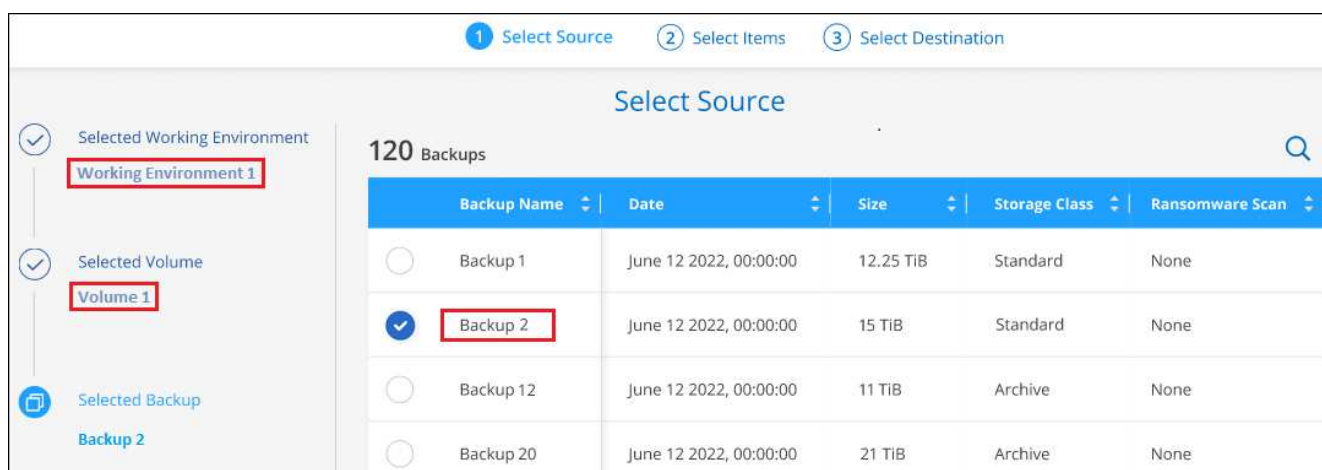 1 Select Source 2 Select Items 3 Select Destination
Select Source
Selected Working Environment
Working Environment 1
Selected Volume
Volume 1
Selected Backup
Backup 2
120 Backups
Backup Name Date Size Storage Class Ransomware Scan
Backup 1 June 12 2022, 00:00:00 12.25 TiB Standard None
Backup 2 June 12 2022, 00:00:00 15 TiB Standard None
Backup 12 June 12 2022, 00:00:00 11 TiB Archive None
Backup 20 June 12 2022, 00:00:00 21 TiB Archive None